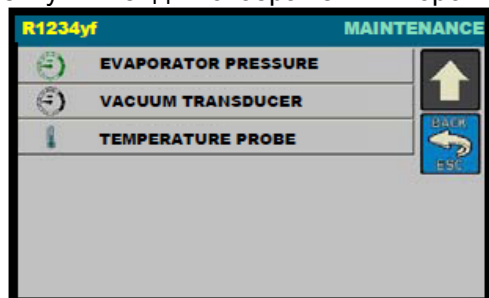 R1234yf MAINTENANCE
EVAPORATOR PRESSURE
VACUUM TRANSDUCER
TEMPERATURE PROBE
BACK
ESC